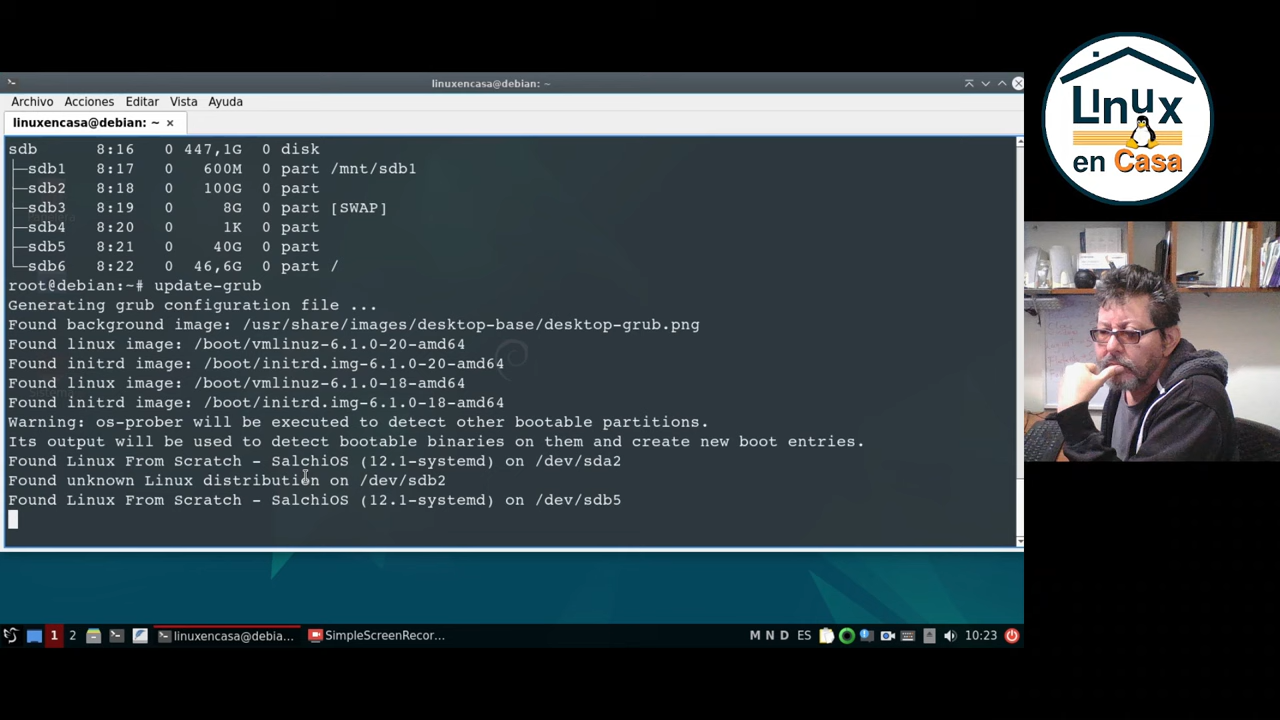 linuxencasa@debian: ~
Archivo Acciones Editar Vista Ayuda
linuxencasa@debian: ~ ×
sdb 8:16 0 447,1G 0 disk
├─sdb1 8:17 0 600M 0 part /mnt/sdb1
├─sdb2 8:18 0 100G 0 part
├─sdb3 8:19 0 8G 0 part [SWAP]
├─sdb4 8:20 0 1K 0 part
├─sdb5 8:21 0 40G 0 part
└─sdb6 8:22 0 46,6G 0 part /
root@debian:~# update-grub
Generating grub configuration file ...
Found background image: /usr/share/images/desktop-base/desktop-grub.png
Found linux image: /boot/vmlinuz-6.1.0-20-amd64
Found initrd image: /boot/initrd.img-6.1.0-20-amd64
Found linux image: /boot/vmlinuz-6.1.0-18-amd64
Found initrd image: /boot/initrd.img-6.1.0-18-amd64
Warning: os-prober will be executed to detect other bootable partitions.
Its output will be used to detect bootable binaries on them and create new boot entries.
Found Linux From Scratch - SalchiOS (12.1-systemd) on /dev/sda2
Found unknown Linux distribution on /dev/sdb2
Found Linux From Scratch - SalchiOS (12.1-systemd) on /dev/sdb5
1 2 linuxencasa@debia... SimpleScreenRecor... M N D ES 10:23
Linux
en Casa